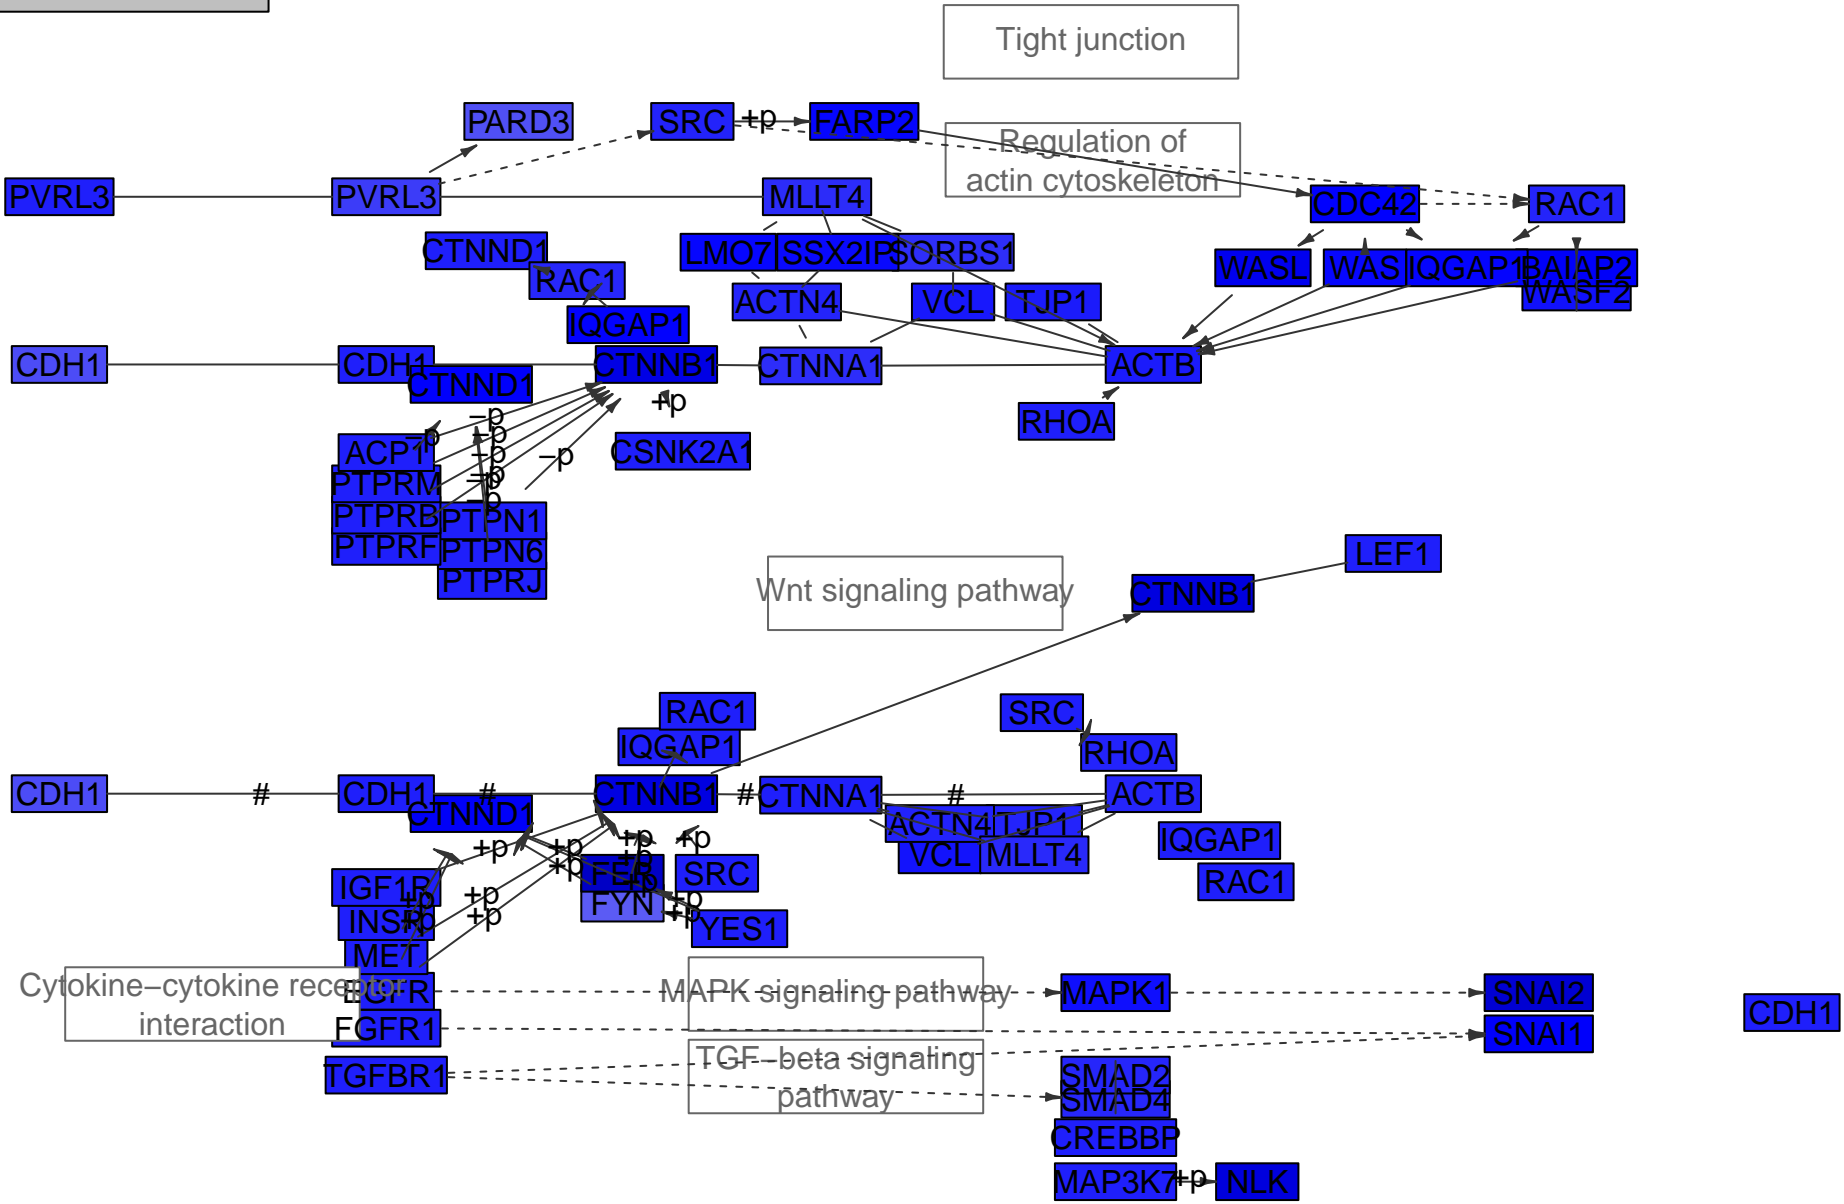 Tight junction
PARD3
SRC
+p
FARP2
Regulation of
actin cytoskeleton
PVRL3
PVRL3
MLLT4
CDC42
RAC1
CTNND1
LMO7
SSX2IP
SORBS1
WASL
WAS
IQGAP1
BAIAP2
RAC1
WASF2
ACTN4
VCL
TJP1
IQGAP1
CDH1
CDH1
CTNNB1
CTNNA1
ACTB
CTNND1
+p
−p
RHOA
−p
−p
ACP1
−p
−p
CSNK2A1
−p
−p
PTPRM
−p
PTPRB
PTPN1
PTPRF
PTPN6
LEF1
PTPRJ
Wnt signaling pathway
CTNNB1
RAC1
SRC
IQGAP1
RHOA
CDH1
#
CDH1
#
CTNNB1
#
CTNNA1
#
ACTB
CTNND1
ACTN4
TJP1
+p
+p
+p
+p
IQGAP1
+p
+p
VCL
MLLT4
FER
SRC
+p
IGF1R
RAC1
+p
+p
FYN
+p
INSR
+p
+p
+p
YES1
MET
Cytokine−cytokine receptor
interaction
EGFR
MAPK signaling pathway
MAPK1
SNAI2
CDH1
FGFR1
SNAI1
TGF−beta signaling
pathway
TGFBR1
SMAD2
SMAD4
CREBBP
MAP3K7
+p
NLK